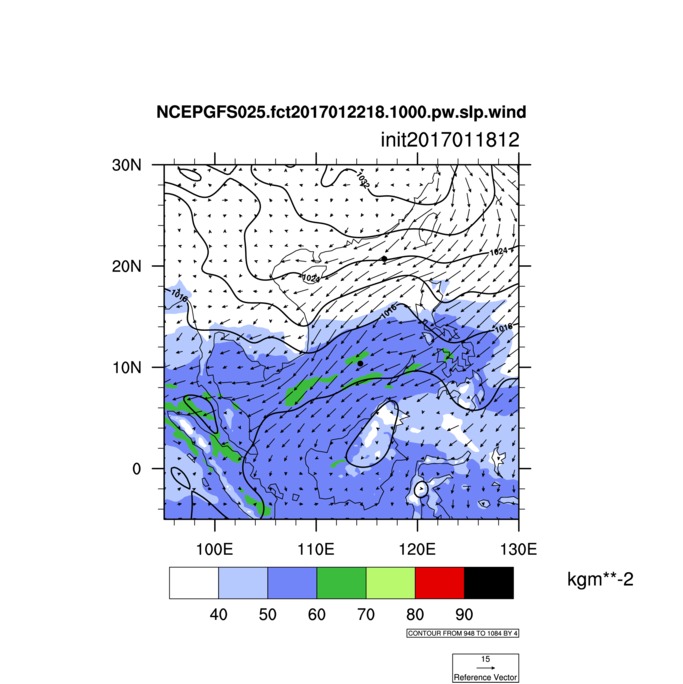 NCEPGFS025.fct2017012218.1000.pw.slp.wind
init2017011812
30N
1032
1024
20N
1024
1016
1016
1016
10N
0
100E 110E 120E 130E
kgm**-2
40 50 60 70 80 90
CONTOUR FROM 948 TO 1084 BY 4
15
Reference Vector